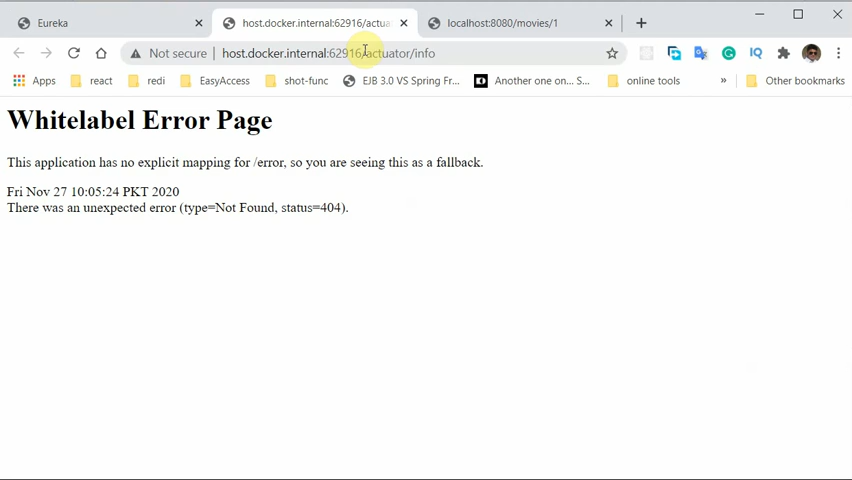 Eureka
host.docker.internal:62916/actua
localhost:8080/movies/1
Not secure | host.docker.internal:62916/actuator/info
Apps
react
redi
EasyAccess
shot-func
EJB 3.0 VS Spring Fr...
Another one on... S...
online tools
»
Other bookmarks
IQ
Whitelabel Error Page
This application has no explicit mapping for /error, so you are seeing this as a fallback.
Fri Nov 27 10:05:24 PKT 2020
There was an unexpected error (type=Not Found, status=404).